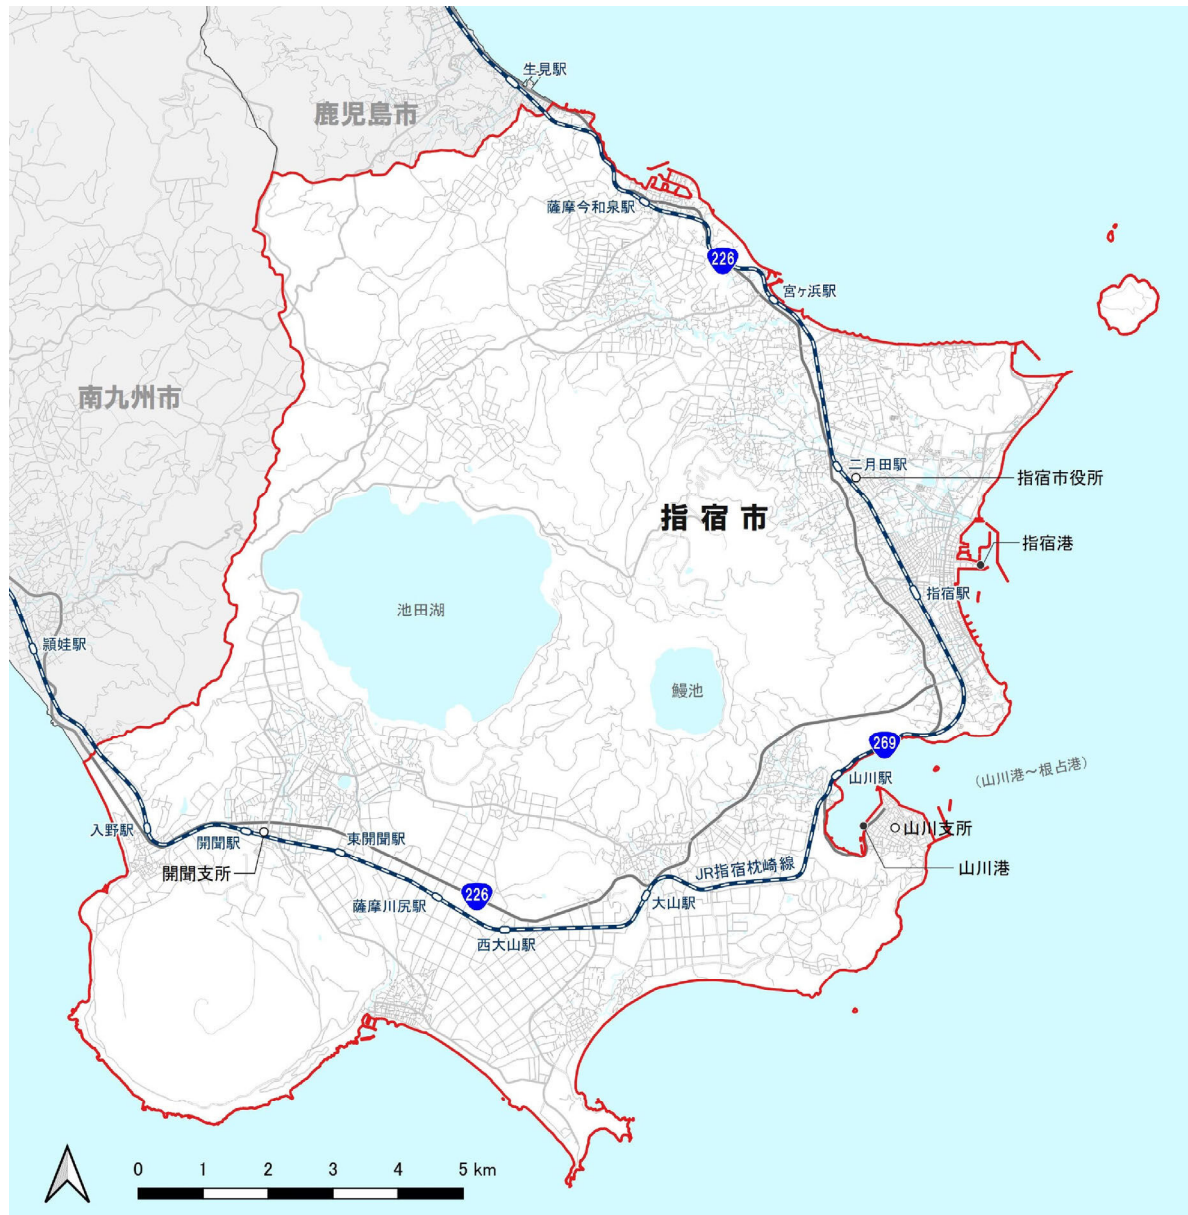 生見駅
鹿児島市
薩摩今和泉駅
226
宮ヶ浜駅
南九州市
二月田駅
指宿市役所
指宿市
指宿港
指宿駅
池田湖
頴娃駅
鰻池
269
(山川港～根占港)
山川駅
入野駅
開聞駅
東開聞駅
山川支所
開聞支所
JR指宿枕崎線
山川港
226
薩摩川尻駅
大山駅
西大山駅
0 1 2 3 4 5 km